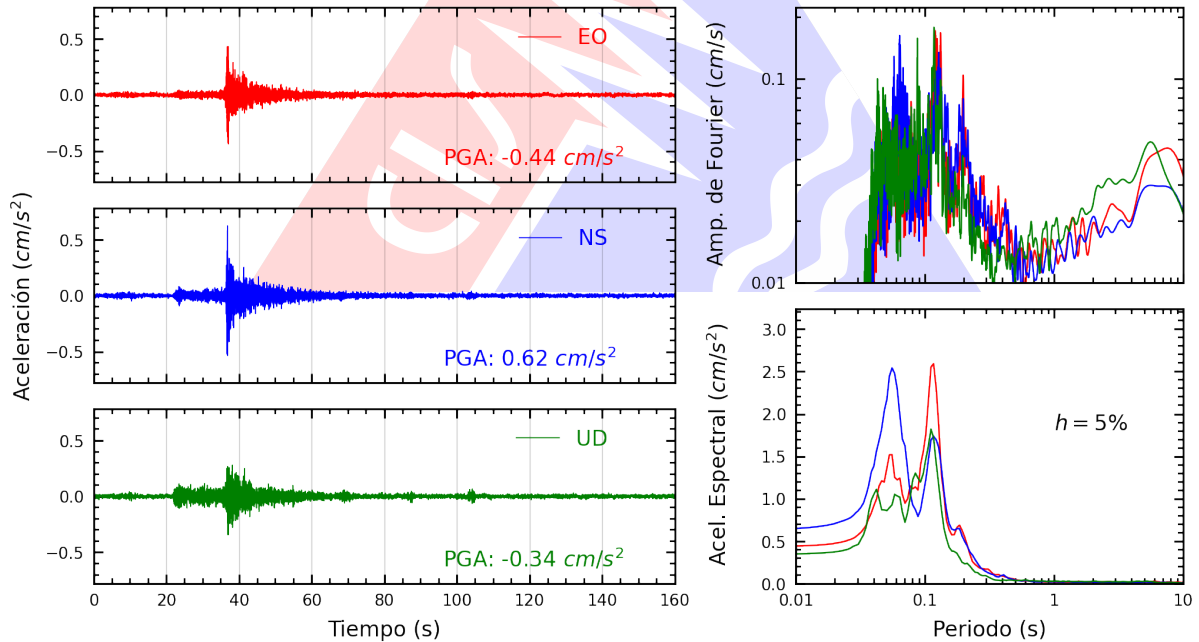 Aceleración (cm/s²)
0.5
0.0
−0.5
EO
PGA: -0.44 cm/s²
0.5
0.0
−0.5
NS
PGA: 0.62 cm/s²
0.5
0.0
−0.5
UD
PGA: -0.34 cm/s²
0 20 40 60 80 100 120 140 160
Tiempo (s)
Amp. de Fourier (cm/s)
0.1
0.01
Acel. Espectral (cm/s²)
3.0
2.5
2.0
1.5
1.0
0.5
0.0
h = 5%
0.01 0.1 1 10
Periodo (s)
CISMI